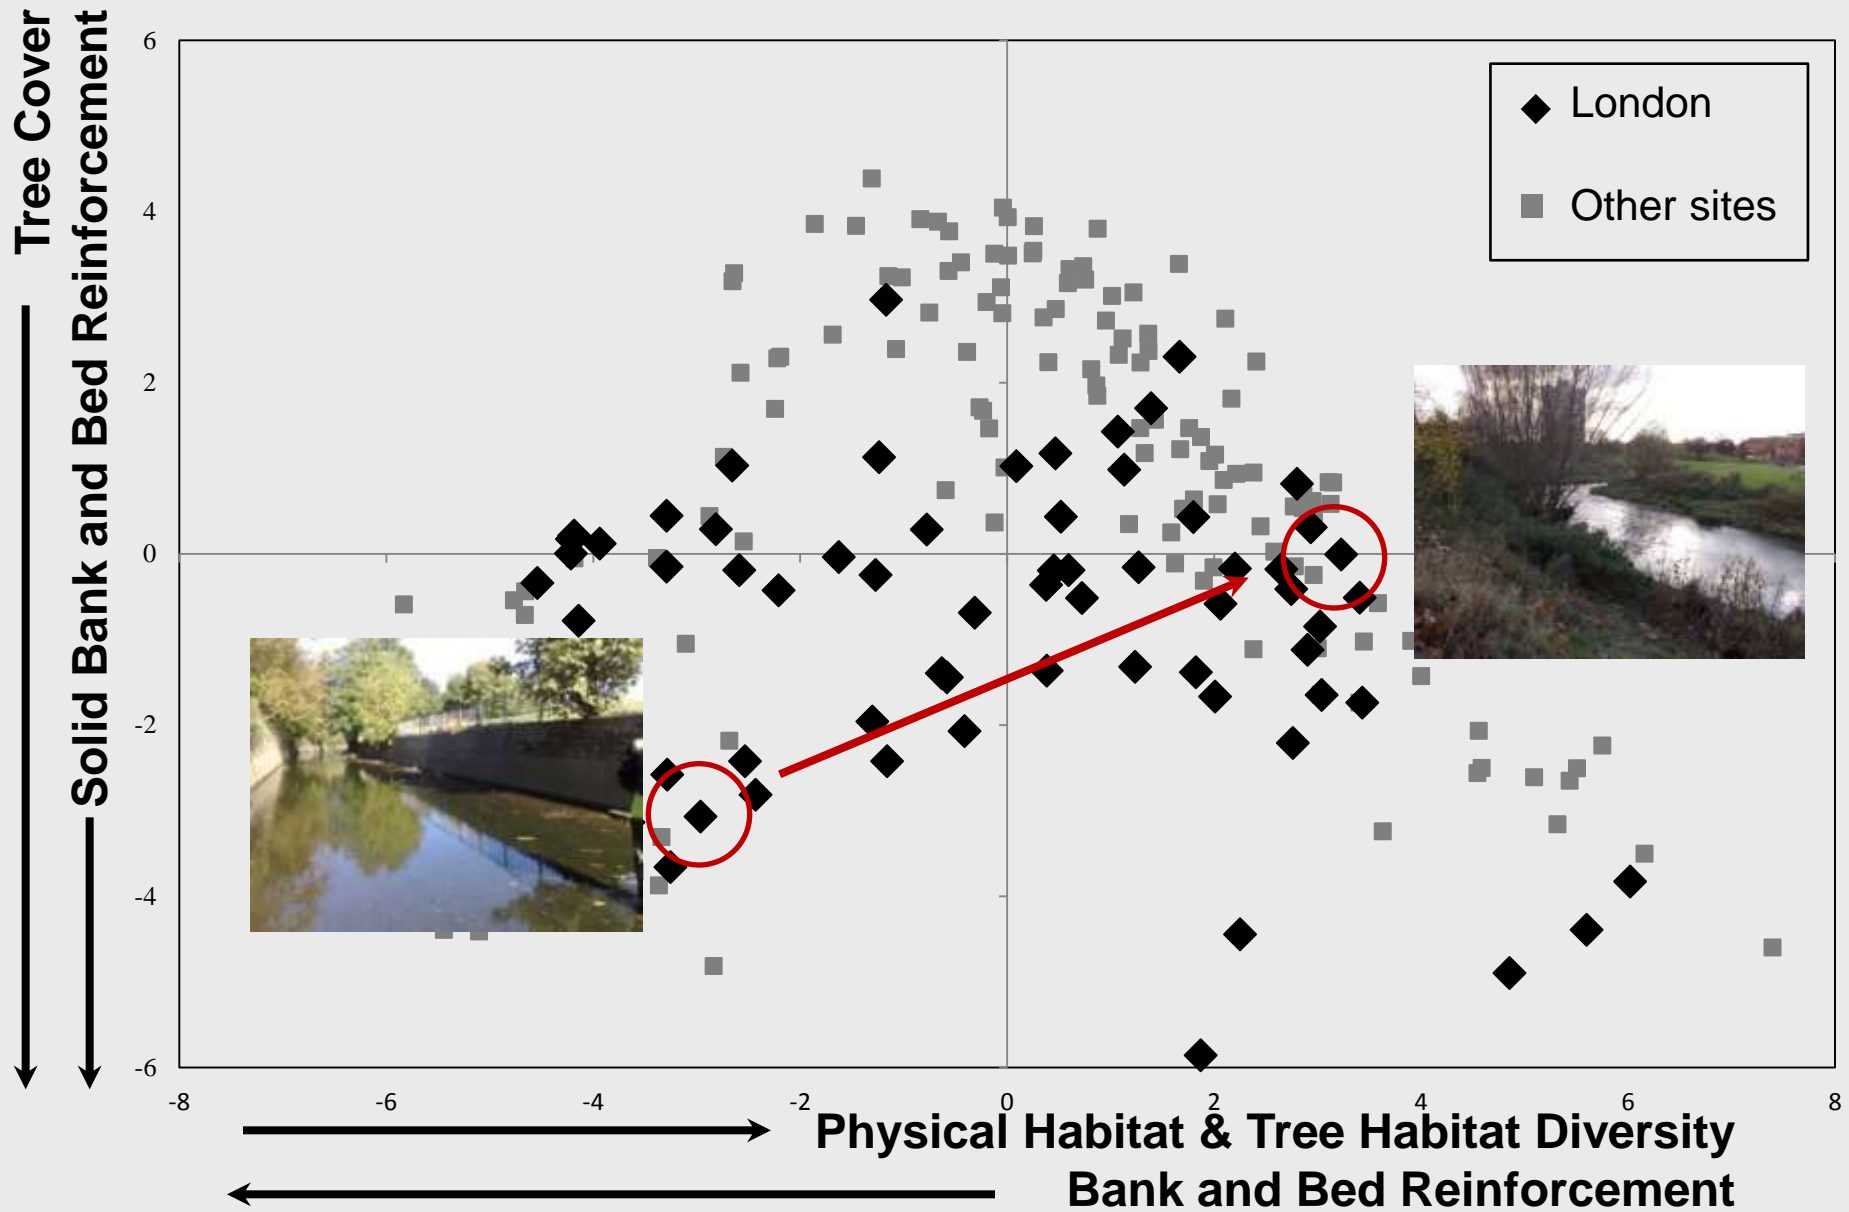 Tree Cover
Solid Bank and Bed Reinforcement
6
4
2
0
-2
-4
-6
London
Other sites
-8
-6
-4
-2
0
2
4
6
8
Physical Habitat & Tree Habitat Diversity
Bank and Bed Reinforcement